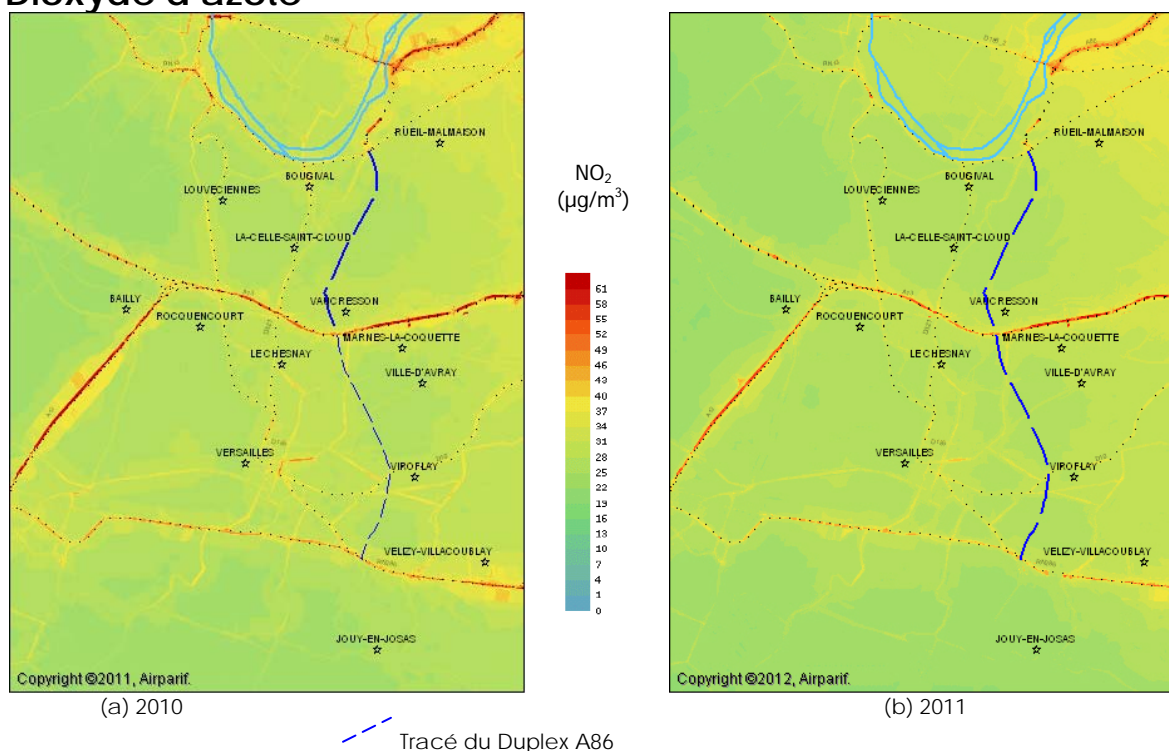 Dioxyde d'azote
RUEIL-MALMAISON
BOUGIVAL
LOUVECIENNES
LA-CELLE-SAINT-CLOUD
BAILLY
VAUCRESSON
ROCQUENCOURT
MARNES-LA-COQUETTE
LE CHESNAY
VILLE-D'AVRAY
VERSAILLES
VIROFLAY
VELIZY-VILLACOUBLAY
JOUY-EN-JOSAS
Copyright ©2011, Airparif.
(a) 2010
NO2
(µg/m3)
61
58
55
52
49
46
43
40
37
34
31
28
25
22
19
16
13
10
7
4
1
0
RUEIL-MALMAISON
BOUGIVAL
LOUVECIENNES
LA-CELLE-SAINT-CLOUD
BAILLY
VAUCRESSON
ROCQUENCOURT
MARNES-LA-COQUETTE
LE CHESNAY
VILLE-D'AVRAY
VERSAILLES
VIROFLAY
VELIZY-VILLACOUBLAY
JOUY-EN-JOSAS
Copyright ©2012, Airparif.
(b) 2011
Tracé du Duplex A86